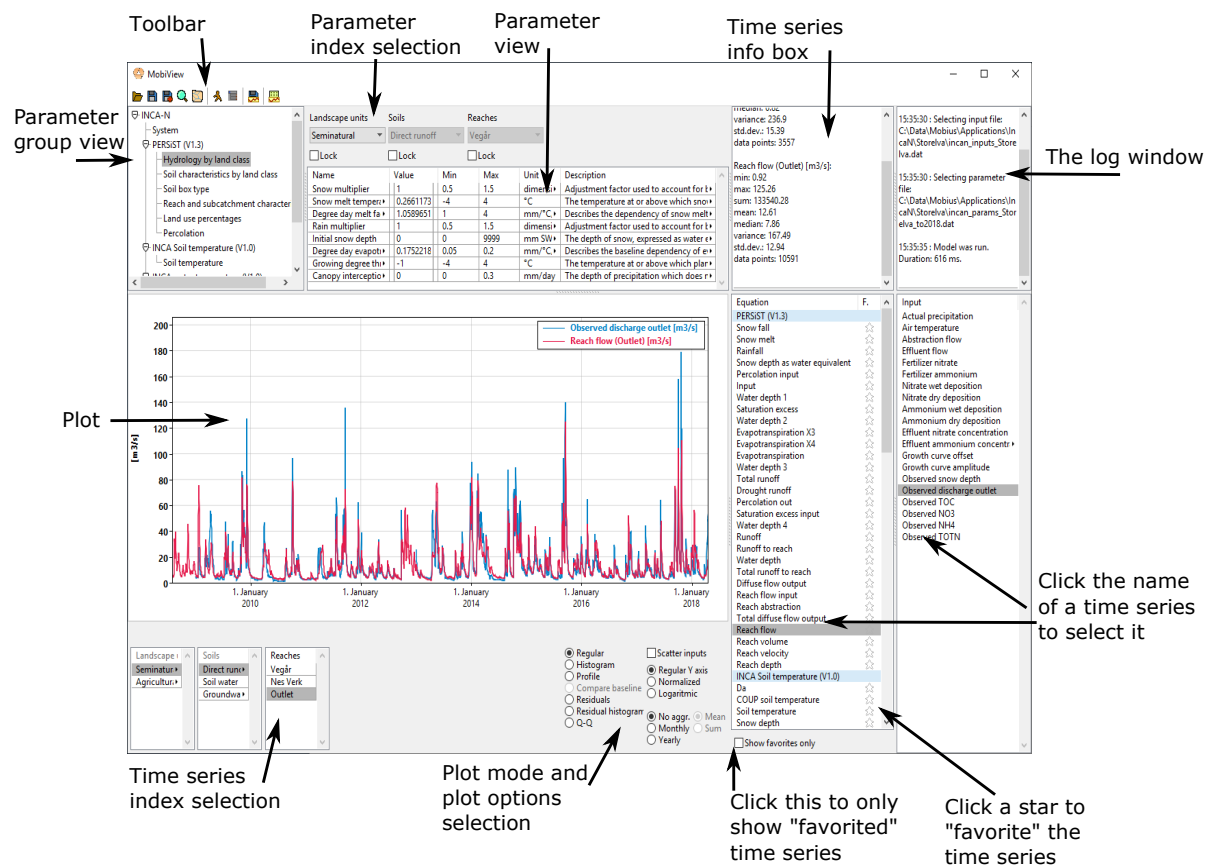 Toolbar
Parameter
index selection
Parameter
view
Time series
info box
MobiView
Parameter
group view
INCA-N
System
PERSiST (V1.3)
Hydrology by land class
Soil characteristics by land class
Soil box type
Reach and subcatchment character
Land use percentages
Percolation
INCA Soil temperature (V1.0)
Soil temperature
Landscape units Soils Reaches
Seminatural Direct runoff Vegår
Lock Lock Lock
Name Value Min Max Unit Description
Snow multiplier 1 0.5 1.5 dimensi Adjustment factor used to account for b
Snow melt tempera 0.2661173 -4 4 °C The temperature at or above which snow
Degree day melt fa 1.0589651 1 4 mm/°C, Describes the dependency of snow melt
Rain multiplier 1 0.5 1.5 dimensi Adjustment factor used to account for b
Initial snow depth 0 0 9999 mm SW The depth of snow, expressed as water e
Degree day evapoti 0.1752218 0.05 0.2 mm/°C, Describes the baseline dependency of e
Growing degree thr -1 -4 4 °C The temperature at or above which plan
Canopy interceptio 0 0 0.3 mm/day The depth of precipitation which does n
median: 6.62
variance: 236.9
std.dev.: 15.39
data points: 3557
Reach flow (Outlet) [m3/s]:
min: 0.92
max: 125.26
sum: 133540.28
mean: 12.61
median: 7.86
variance: 167.49
std.dev.: 12.94
data points: 10591
15:35:30 : Selecting input file:
C:\Data\Mobius\Applications\In
caN\Storelva\incan_inputs_Store
lva.dat
15:35:30 : Selecting parameter
file:
C:\Data\Mobius\Applications\In
caN\Storelva\incan_params_Stor
elva_to2018.dat
15:35:35 : Model was run.
Duration: 616 ms.
The log window
Plot
[m3/s]
200
180
160
140
120
100
80
60
40
20
0
Observed discharge outlet [m3/s]
Reach flow (Outlet) [m3/s]
1. January 1. January 1. January 1. January 1. January
2010 2012 2014 2016 2018
Equation F.
PERSiST (V1.3)
Snow fall
Snow melt
Rainfall
Snow depth as water equivalent
Percolation input
Input
Water depth 1
Saturation excess
Water depth 2
Evapotranspiration X3
Evapotranspiration X4
Evapotranspiration
Water depth 3
Total runoff
Drought runoff
Percolation out
Saturation excess input
Water depth 4
Runoff
Runoff to reach
Water depth
Total runoff to reach
Diffuse flow output
Reach flow input
Reach abstraction
Total diffuse flow output
Reach flow
Reach volume
Reach velocity
Reach depth
INCA Soil temperature (V1.0)
Da
COUP soil temperature
Soil temperature
Snow depth
Show favorites only
Input
Actual precipitation
Air temperature
Abstraction flow
Effluent flow
Fertilizer nitrate
Fertilizer ammonium
Nitrate wet deposition
Nitrate dry deposition
Ammonium wet deposition
Ammonium dry deposition
Effluent nitrate concentration
Effluent ammonium concentr
Growth curve offset
Growth curve amplitude
Observed snow depth
Observed discharge outlet
Observed TOC
Observed NO3
Observed NH4
Observed TOTN
Click the name
of a time series
to select it
Landscape Soils Reaches
Seminatur Direct runo Vegår
Agricultur Soil water Nes Verk
Groundwa Outlet
Regular
Histogram
Profile
Compare baseline
Residuals
Residual histogram
Q-Q
Scatter inputs
Regular Y axis
Normalized
Logaritmic
No aggr. Mean
Monthly Sum
Yearly
Time series
index selection
Plot mode and
plot options
selection
Click this to only
show "favorited"
time series
Click a star to
"favorite" the
time series